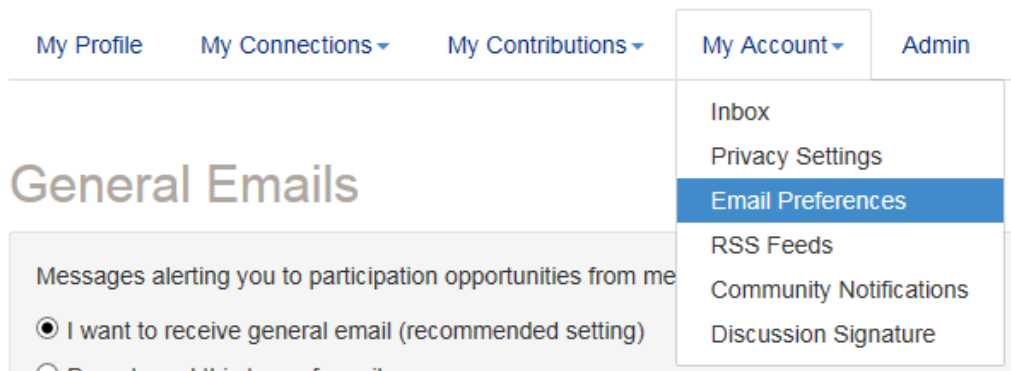 My Profile My Connections My Contributions My Account Admin
Inbox
Privacy Settings
Email Preferences
RSS Feeds
Community Notifications
Discussion Signature
General Emails
Messages alerting you to participation opportunities from me
I want to receive general email (recommended setting)